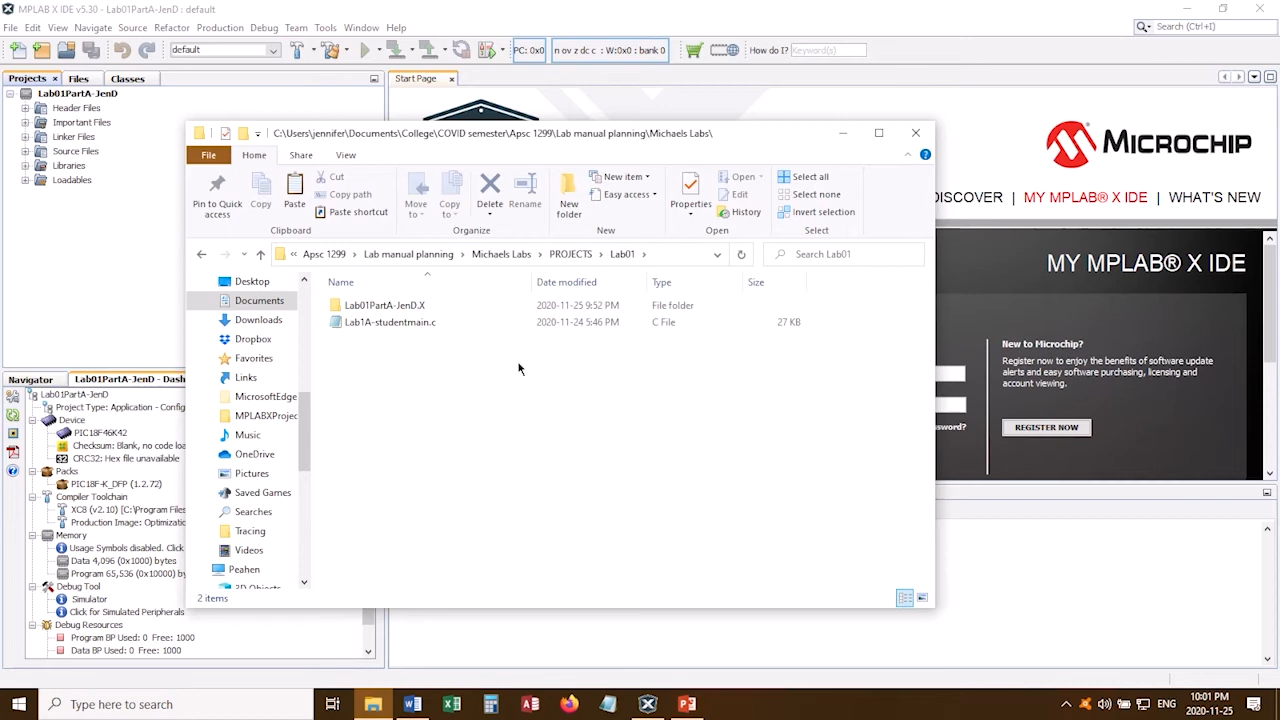 MPLAB X IDE v5.30 - Lab01PartA-JenD : default
File Edit View Navigate Source Refactor Production Debug Team Tools Window Help
Search (Ctrl+I)
default
PC: 0x0
n ov z dc c : W:0x0 : bank 0
How do I? Keyword(s)
Projects × Files Classes
Start Page ×
Lab01PartA-JenD
Header Files
Important Files
Linker Files
Source Files
Libraries
Loadables
C:\Users\jennifer\Documents\College\COVID semester\Apsc 1299\Lab manual planning\Michaels Labs\
File Home Share View
Pin to Quick access
Copy
Paste
Cut
Copy path
Paste shortcut
Move to
Copy to
Delete
Rename
New folder
New item
Easy access
Properties
Open
Edit
History
Select all
Select none
Invert selection
Clipboard Organize New Open Select
« Apsc 1299 > Lab manual planning > Michaels Labs > PROJECTS > Lab01 >
Search Lab01
Name Date modified Type Size
Lab01PartA-JenD.X 2020-11-25 9:52 PM File folder
Lab1A-studentmain.c 2020-11-24 5:46 PM C File 27 KB
Desktop
Documents
Downloads
Dropbox
Favorites
Links
MicrosoftEdge
MPLABXProjec
Music
OneDrive
Pictures
Saved Games
Searches
Tracing
Videos
Peahen
3D Objects
2 items
MICROCHIP
DISCOVER | MY MPLAB® X IDE | WHAT'S NEW
MY MPLAB® X IDE
New to Microchip?
Register now to enjoy the benefits of software update
alerts and easy software purchasing, licensing and
account viewing.
REGISTER NOW
Navigator Lab01PartA-JenD - Dash
Lab01PartA-JenD
Project Type: Application - Config
Device
PIC18F46K42
Checksum: Blank, no code loa
CRC32: Hex file unavailable
Packs
PIC18F-K_DFP (1.2.72)
Compiler Toolchain
XC8 (v2.10) [C:\Program Files
Production Image: Optimizatio
Memory
Usage Symbols disabled. Click
Data 4,096 (0x1000) bytes
Program 65,536 (0x10000) by
Debug Tool
Simulator
Click for Simulated Peripherals
Debug Resources
Program BP Used: 0 Free: 1000
Data BP Used: 0 Free: 1000
Type here to search
ENG
10:01 PM
2020-11-25